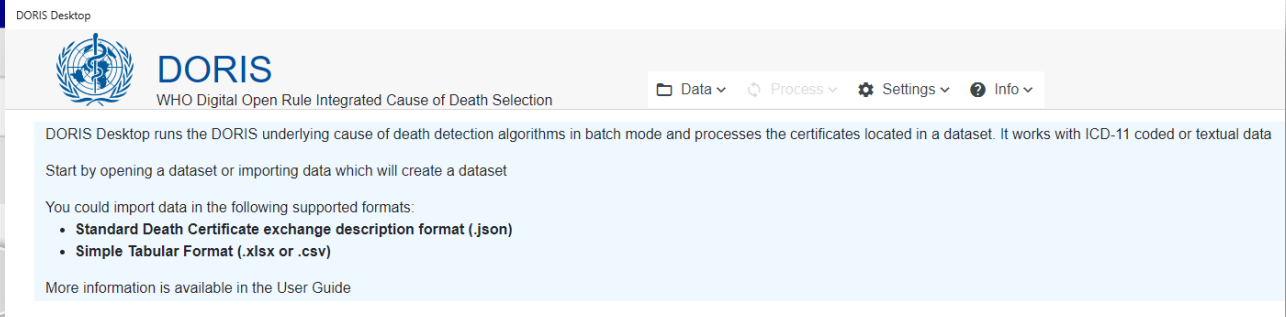 DORIS Desktop
DORIS
WHO Digital Open Rule Integrated Cause of Death Selection
Data Process Settings Info
DORIS Desktop runs the DORIS underlying cause of death detection algorithms in batch mode and processes the certificates located in a dataset. It works with ICD-11 coded or textual data
Start by opening a dataset or importing data which will create a dataset
You could import data in the following supported formats:
• Standard Death Certificate exchange description format (.json)
• Simple Tabular Format (.xlsx or .csv)
More information is available in the User Guide